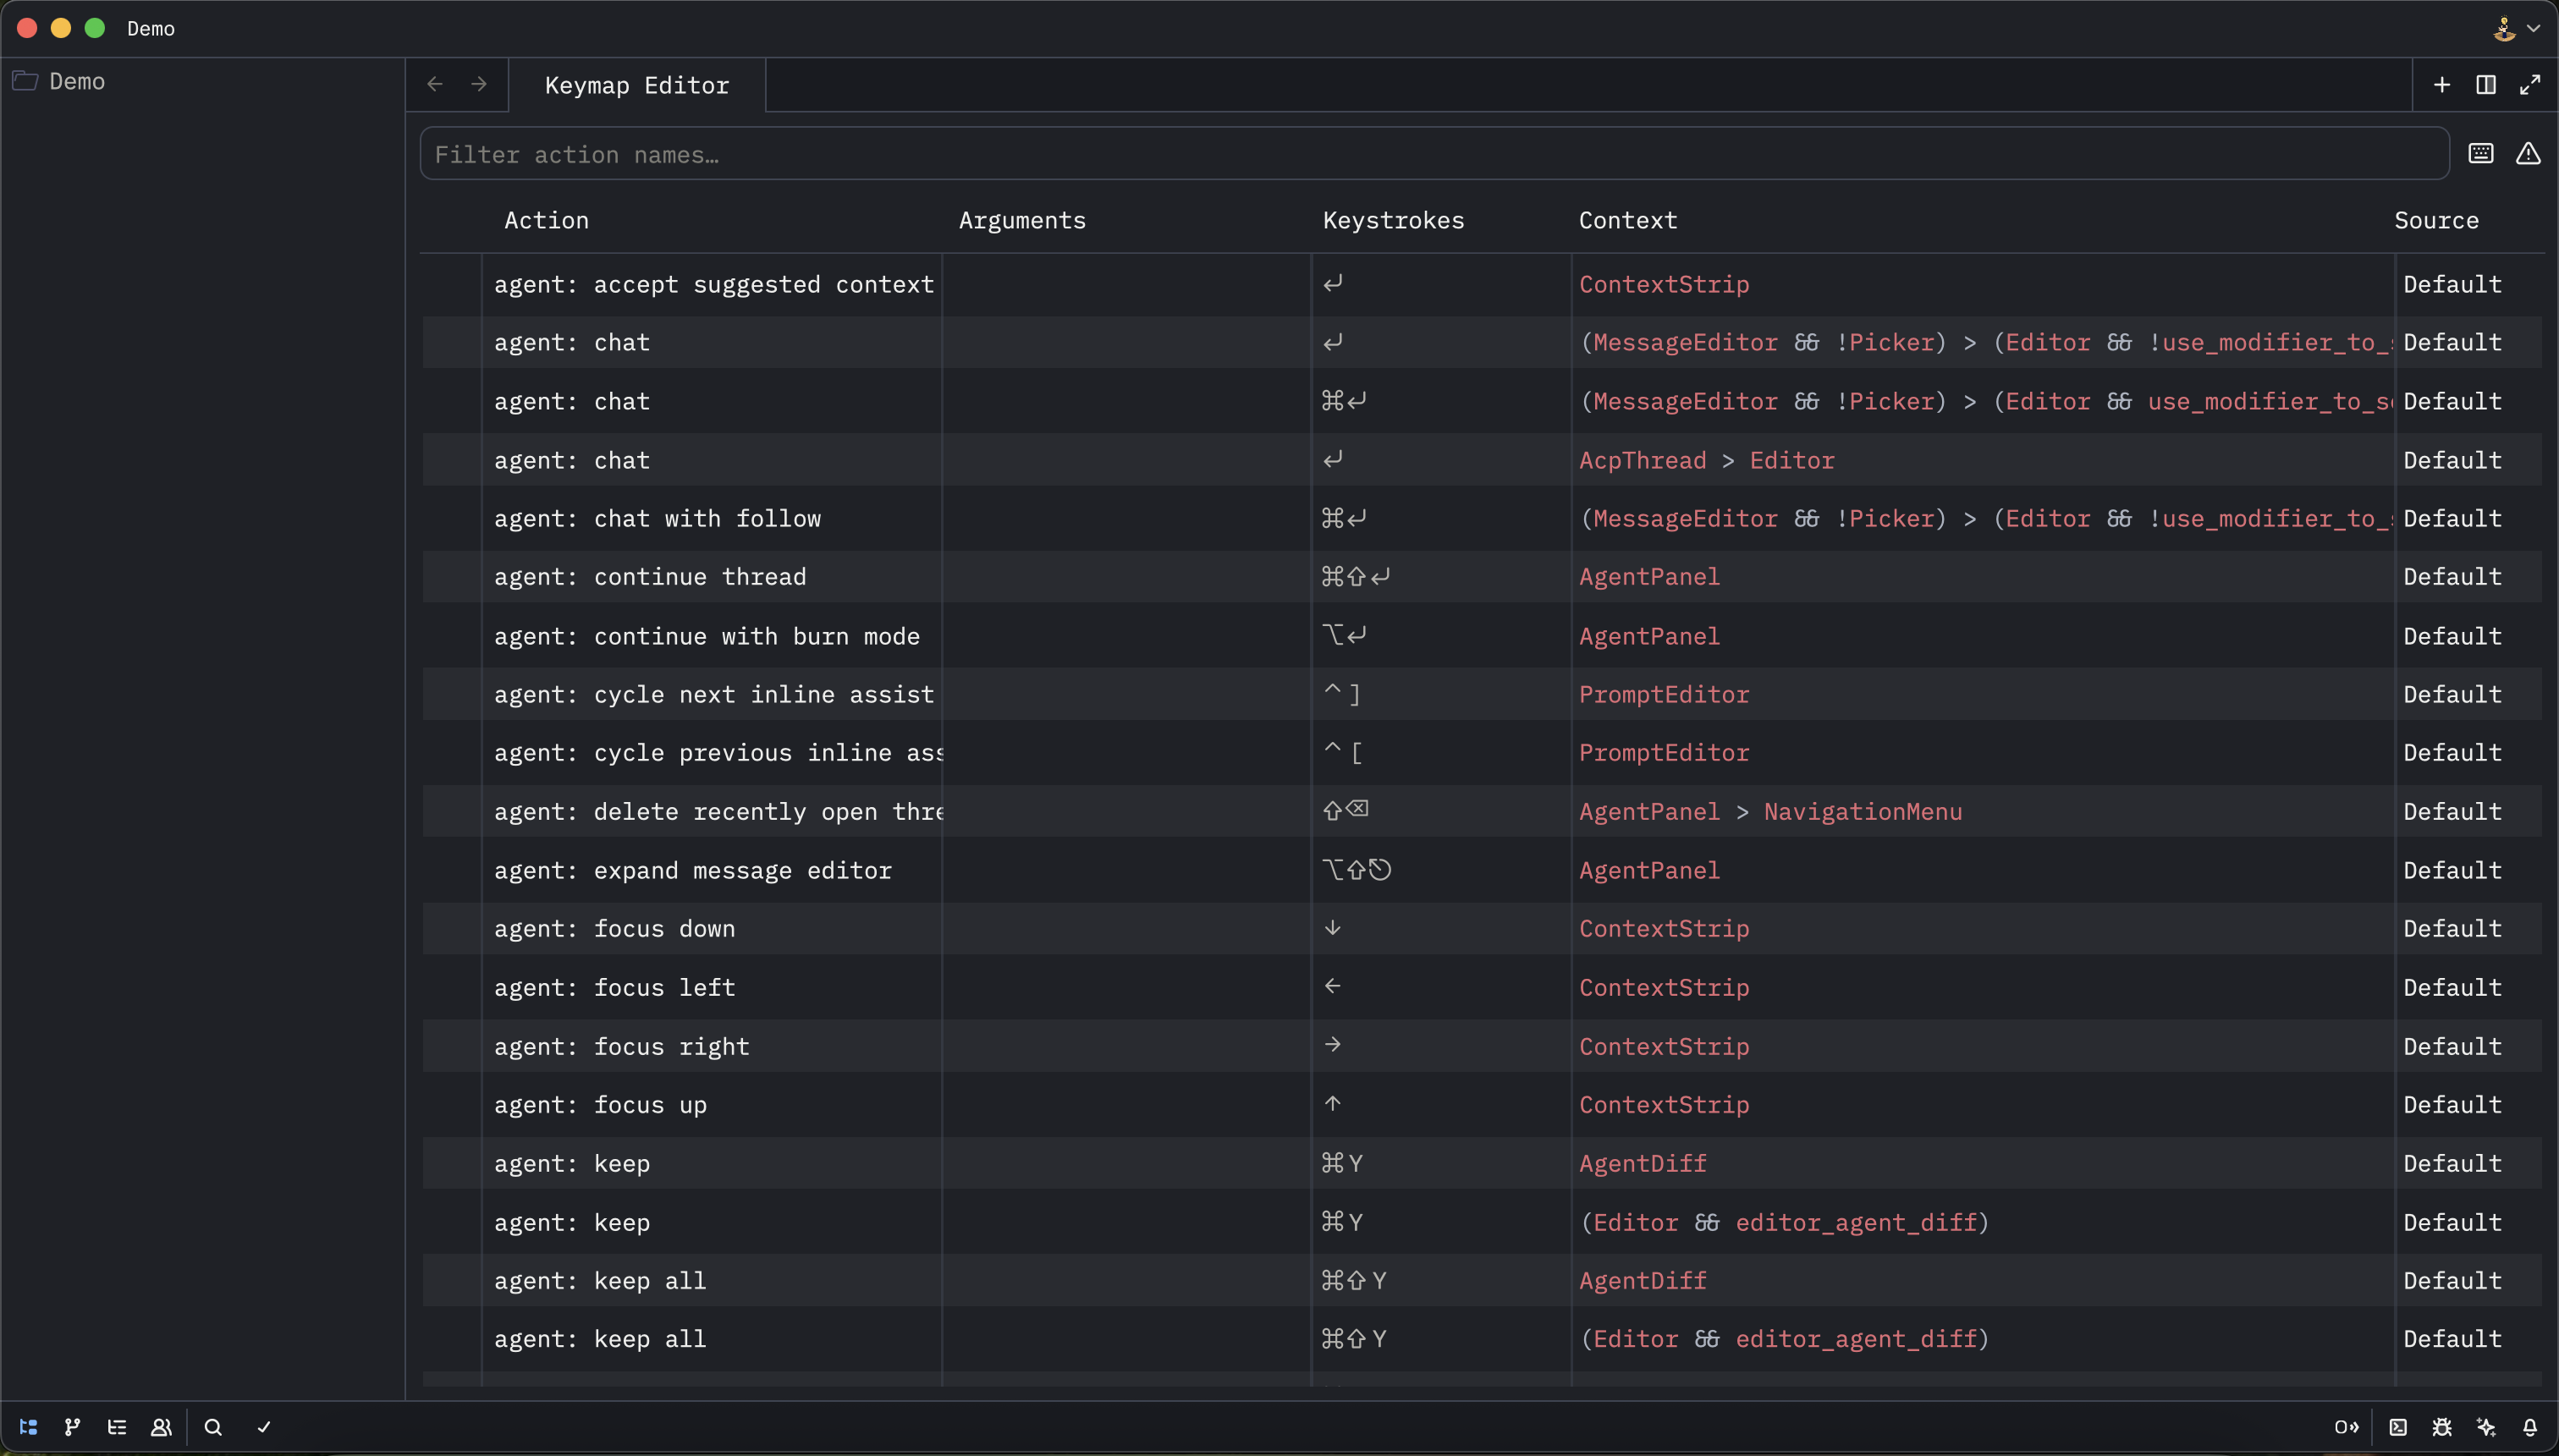 Demo
Demo
Keymap Editor
Filter action names…
Action Arguments Keystrokes Context Source
agent: accept suggested context ↵ ContextStrip Default
agent: chat ↵ (MessageEditor && !Picker) > (Editor && !use_modifier_to_ Default
agent: chat ⌘↵ (MessageEditor && !Picker) > (Editor && use_modifier_to_s Default
agent: chat ↵ AcpThread > Editor Default
agent: chat with follow ⌘↵ (MessageEditor && !Picker) > (Editor && !use_modifier_to_ Default
agent: continue thread ⌘⇧↵ AgentPanel Default
agent: continue with burn mode ⌥↵ AgentPanel Default
agent: cycle next inline assist ^ ] PromptEditor Default
agent: cycle previous inline ass ^ [ PromptEditor Default
agent: delete recently open thre ⇧⌫ AgentPanel > NavigationMenu Default
agent: expand message editor ⌥⇧⎋ AgentPanel Default
agent: focus down ↓ ContextStrip Default
agent: focus left ← ContextStrip Default
agent: focus right → ContextStrip Default
agent: focus up ↑ ContextStrip Default
agent: keep ⌘Y AgentDiff Default
agent: keep ⌘Y (Editor && editor_agent_diff) Default
agent: keep all ⌘⇧Y AgentDiff Default
agent: keep all ⌘⇧Y (Editor && editor_agent_diff) Default